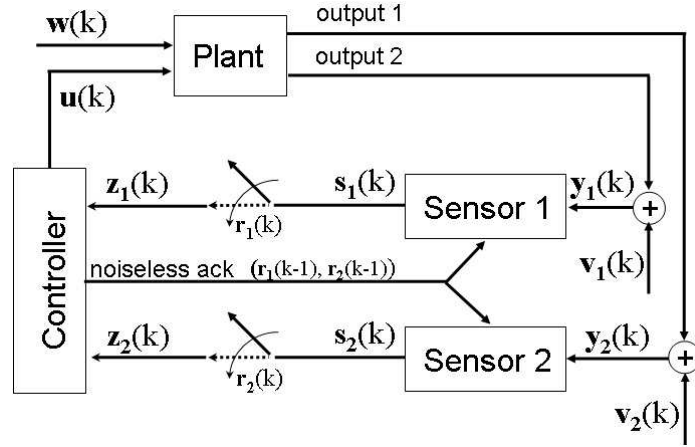 w(k)
output 1
Plant
output 2
u(k)
z₁(k)
s₁(k)
Sensor 1
y₁(k)
+
r₁(k)
v₁(k)
Controller
noiseless ack (r₁(k-1), r₂(k-1))
z₂(k)
s₂(k)
Sensor 2
y₂(k)
+
r₂(k)
v₂(k)